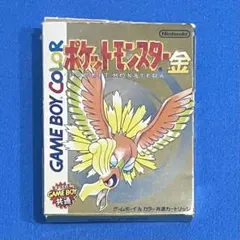 GAME BOY COLOR
Nintendo
ポケットモンスター金
POCKET MONSTERS
GAME BOY
共通
ゲームボーイ&カラー共通カートリッジ